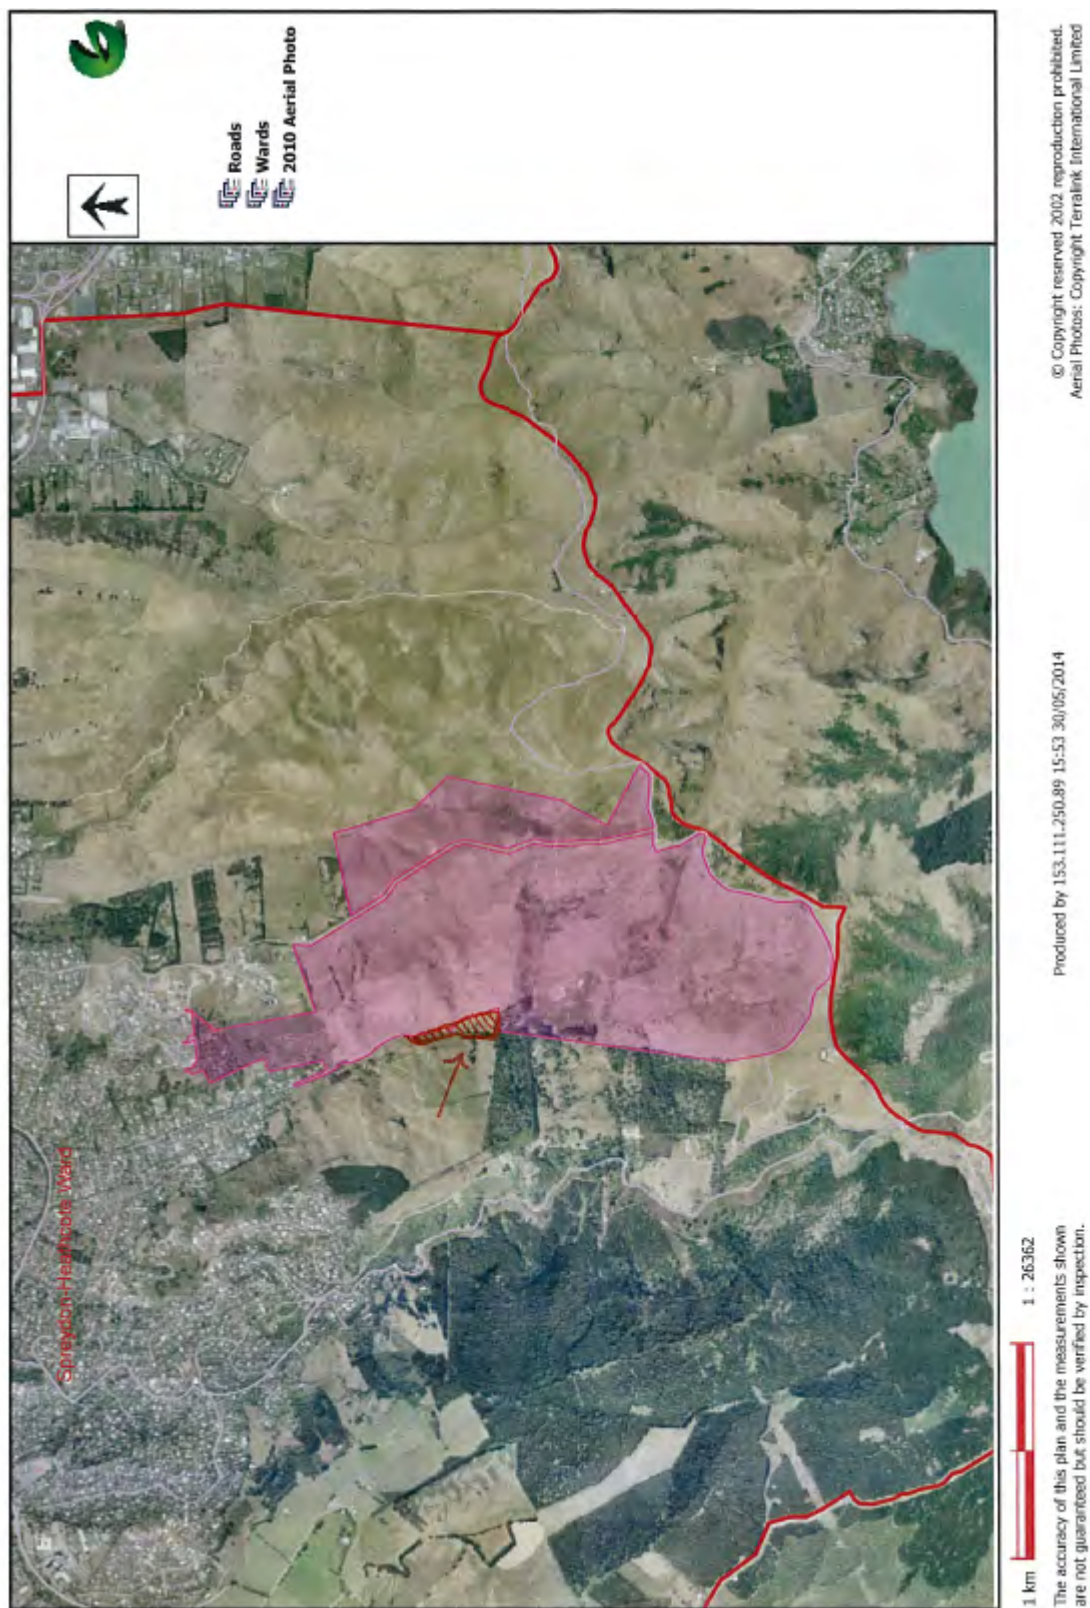 Roads
Wards
2010 Aerial Photo
Spreydon-Heathcote Ward
1 km
1 : 26362
The accuracy of this plan and the measurements shown
are not guaranteed but should be verified by inspection.
Produced by 153.111.250.89 15:53 30/05/2014
© Copyright reserved 2002 reproduction prohibited.
Aerial Photos: Copyright Terralink International Limited